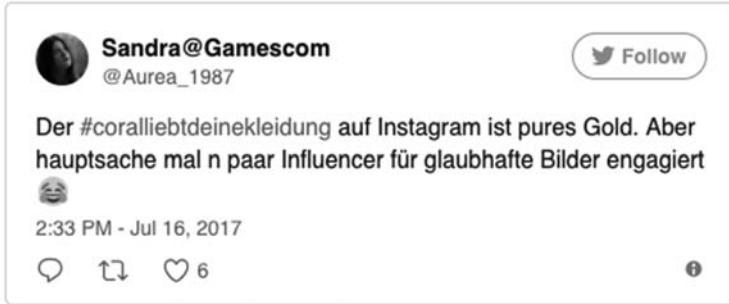 Sandra@Gamescom
Follow
@Aurea_1987
Der #coralliebtdeinekleidung auf Instagram ist pures Gold. Aber
hauptsache mal n paar Influencer für glaubhafte Bilder engagiert
😂
2:33 PM - Jul 16, 2017
6